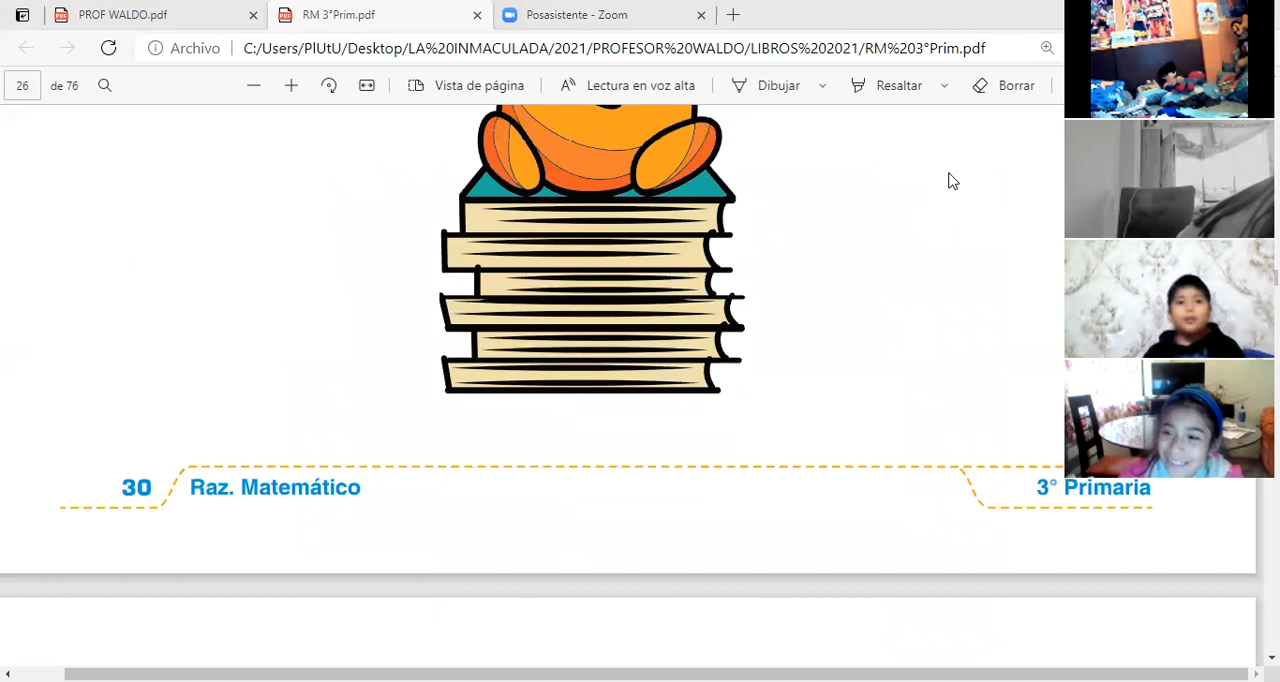 PROF WALDO.pdf
RM 3°Prim.pdf
Posasistente - Zoom
Archivo
C:/Users/PlUtU/Desktop/LA%20INMACULADA/2021/PROFESOR%20WALDO/LIBROS%202021/RM%203°Prim.pdf
26 de 76
Vista de página
Lectura en voz alta
Dibujar
Resaltar
Borrar
30 Raz. Matemático
3° Primaria